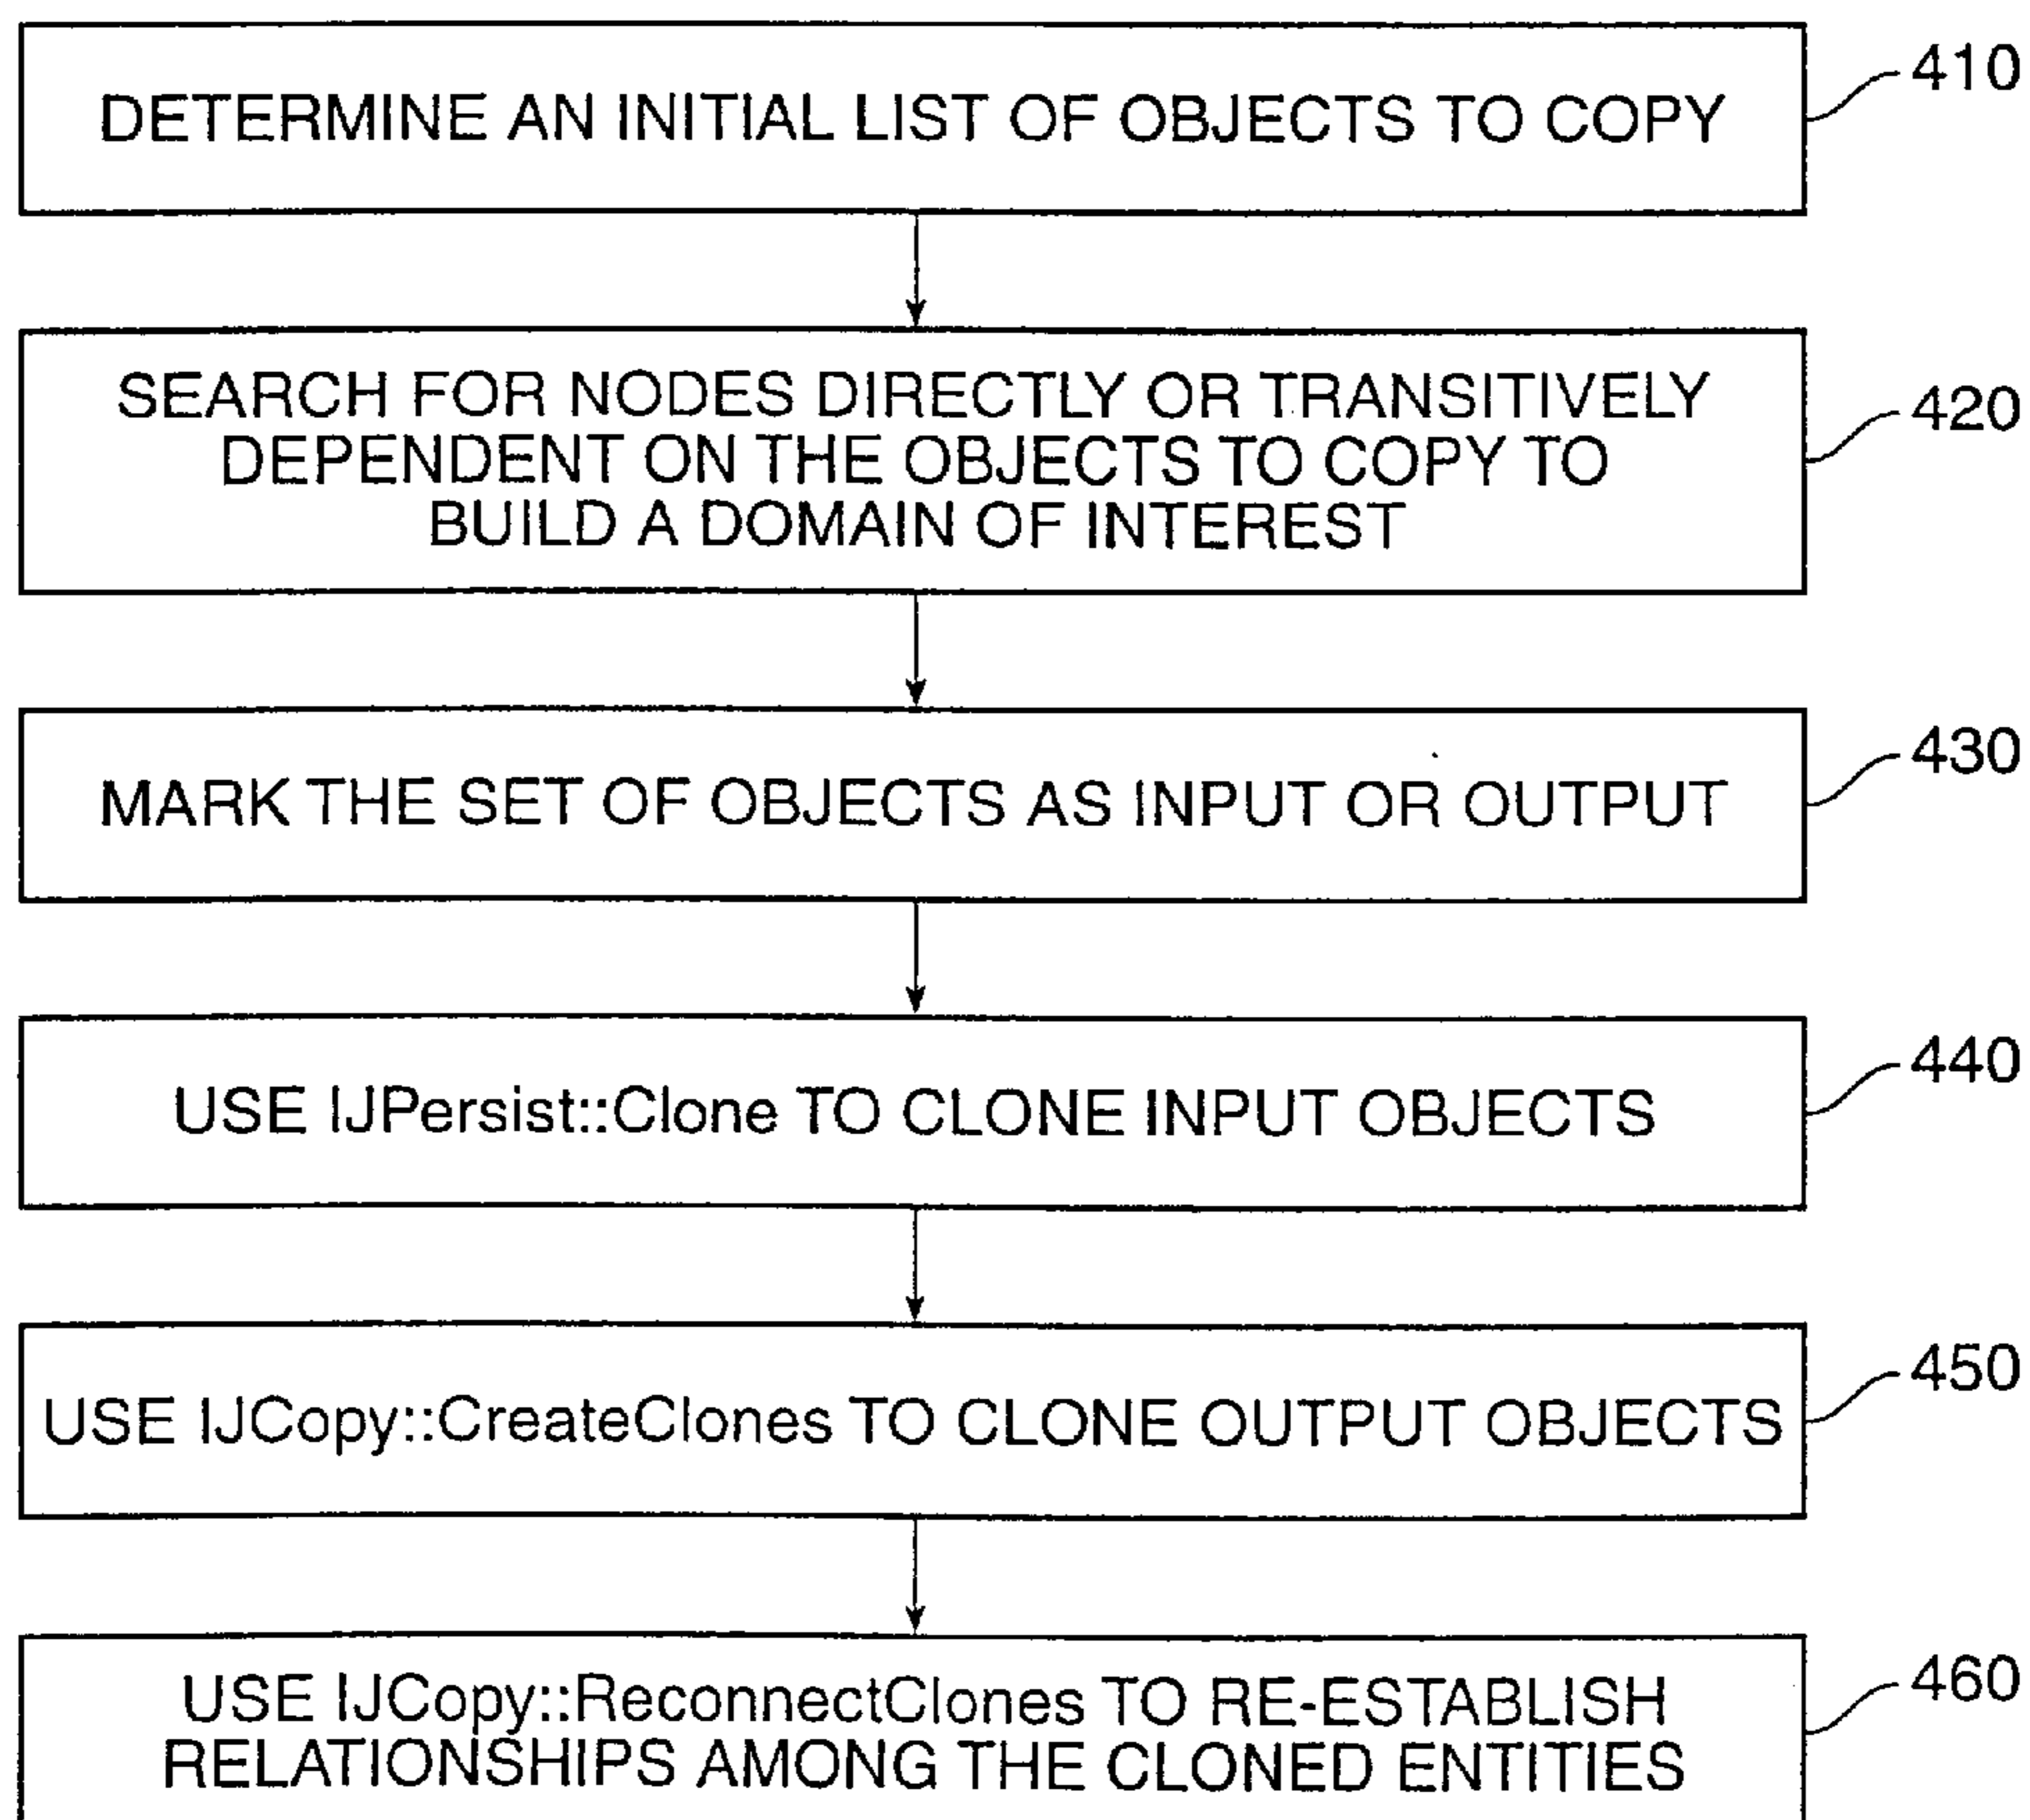 DETERMINE AN INITIAL LIST OF OBJECTS TO COPY
410
SEARCH FOR NODES DIRECTLY OR TRANSITIVELY
DEPENDENT ON THE OBJECTS TO COPY TO
BUILD A DOMAIN OF INTEREST
420
MARK THE SET OF OBJECTS AS INPUT OR OUTPUT
430
USE IJPersist::Clone TO CLONE INPUT OBJECTS
440
USE IJCopy::CreateClones TO CLONE OUTPUT OBJECTS
450
USE IJCopy::ReconnectClones TO RE-ESTABLISH
RELATIONSHIPS AMONG THE CLONED ENTITIES
460